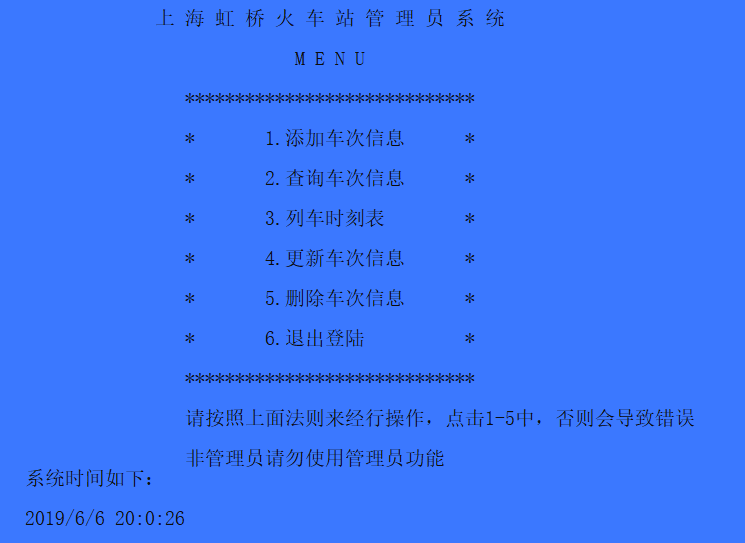 上 海 虹 桥 火 车 站 管 理 员 系 统
M E N U
*****************************
* 1.添加车次信息 *
* 2.查询车次信息 *
* 3.列车时刻表 *
* 4.更新车次信息 *
* 5.删除车次信息 *
* 6.退出登陆 *
*****************************
请按照上面法则来经行操作，点击1-5中，否则会导致错误
非管理员请勿使用管理员功能
系统时间如下：
2019/6/6 20:0:26